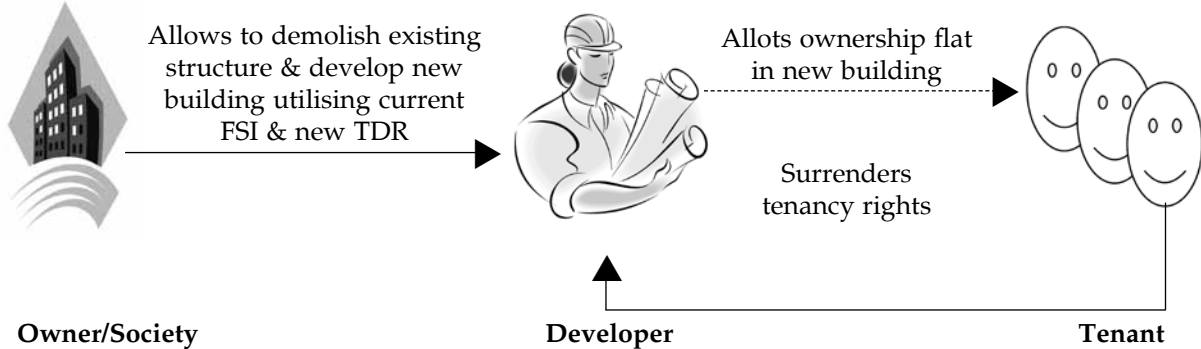 Allows to demolish existing
structure & develop new
building utilising current
FSI & new TDR
Allots ownership flat
in new building
Surrenders
tenancy rights
Owner/Society
Developer
Tenant